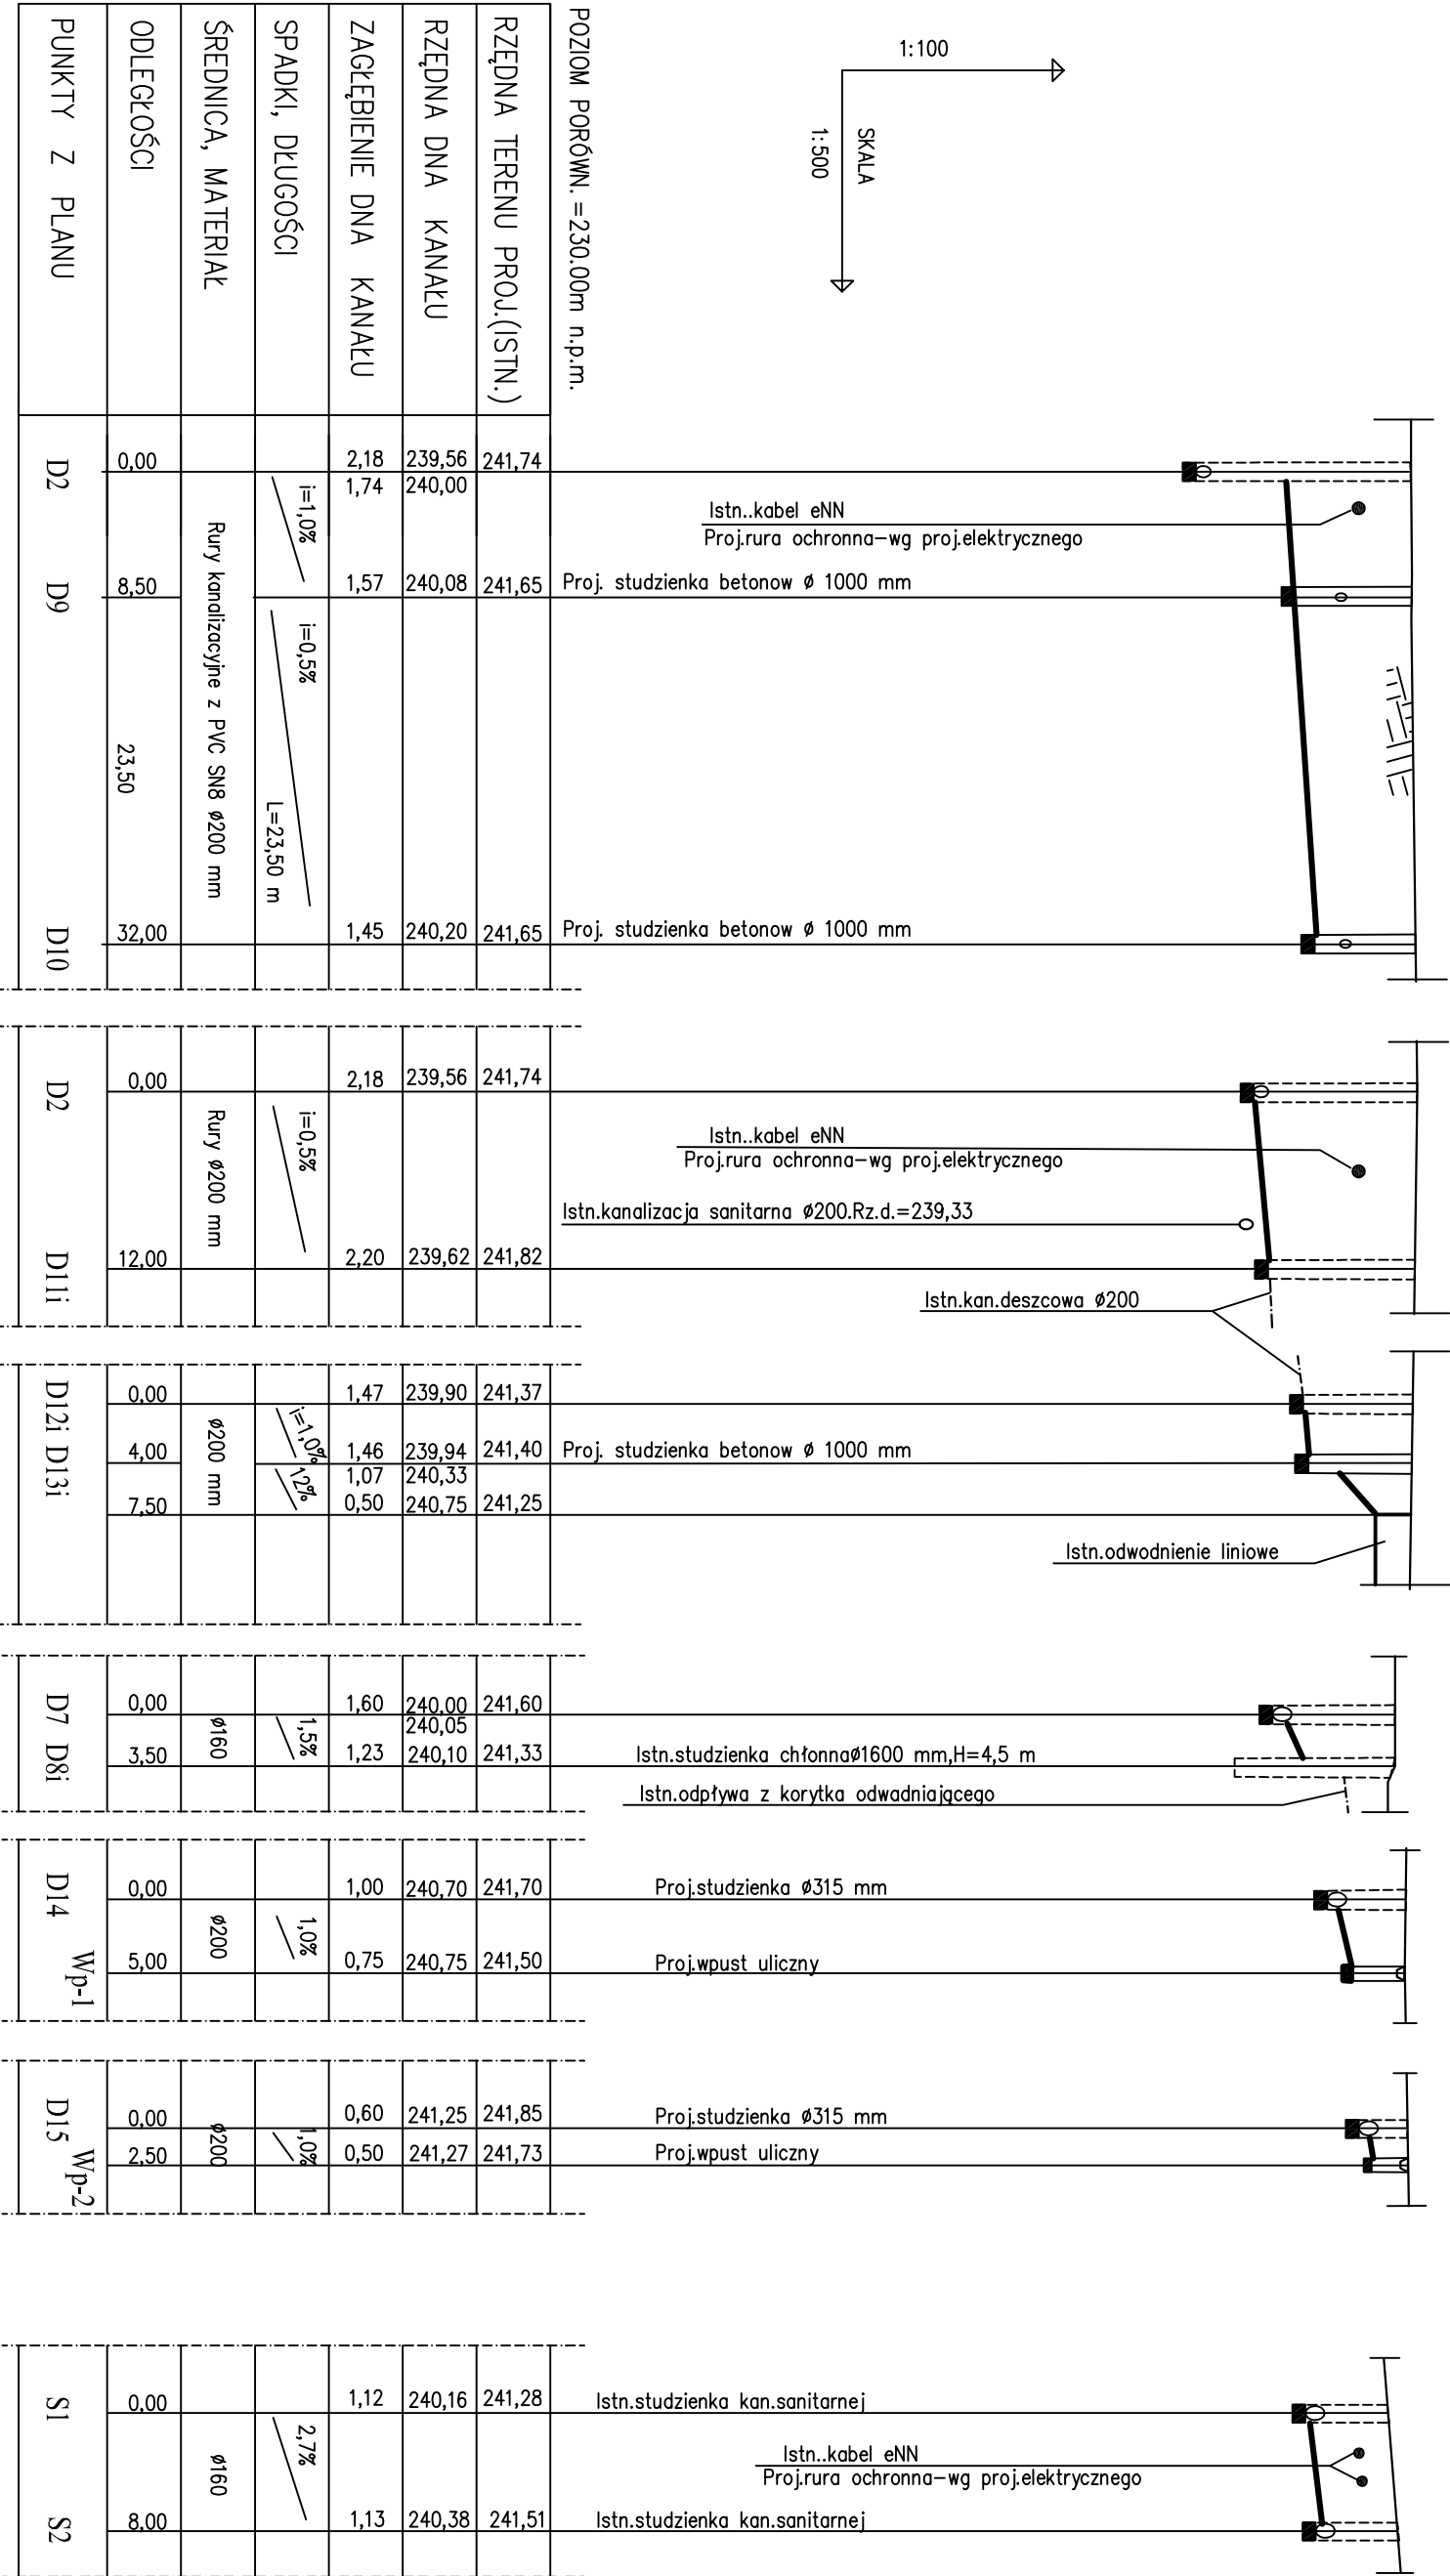 1:100
SKALA
1:500
POZIOM PORÓWN.=230.00m n.p.m.
RZĘDNA TERENU PROJ.(ISTN.)
RZĘDNA DNA KANAŁU
ZAGŁĘBIENIE DNA KANAŁU
SPADKI, DŁUGOŚCI
ŚREDNICA, MATERIAŁ
ODLEGŁOŚCI
PUNKTY Z PLANU
0,00 2,18 239,56 241,74
1,74 240,00
D2
i=1,0%
Istn..kabel eNN
Proj.rura ochronna-wg proj.elektrycznego
8,50 1,57 240,08 241,65 Proj. studzienka betonow ø 1000 mm
D9
i=0,5%
L=23,50 m
Rury kanalizacyjne z PVC SN8 ø200 mm
23,50
32,00 1,45 240,20 241,65 Proj. studzienka betonow ø 1000 mm
D10
0,00 2,18 239,56 241,74
D2
i=0,5%
Rury ø200 mm
Istn..kabel eNN
Proj.rura ochronna-wg proj.elektrycznego
Istn.kanalizacja sanitarna ø200.Rz.d.=239,33
12,00 2,20 239,62 241,82
D11i
Istn.kan.deszcowa ø200
0,00 1,47 239,90 241,37
D12i D13i
i=1,0%
ø200 mm
4,00 1,46 239,94 241,40 Proj. studzienka betonow ø 1000 mm
1,07 240,33
12%
7,50 0,50 240,75 241,25
Istn.odwodnienie liniowe
0,00 1,60 240,00 241,60
240,05
D7 D8i
1,5%
ø160
3,50 1,23 240,10 241,33 Istn.studzienka chłonnaø1600 mm,H=4,5 m
Istn.odpływa z korytka odwadniającego
0,00 1,00 240,70 241,70 Proj.studzienka ø315 mm
D14
1,0%
ø200
5,00 0,75 240,75 241,50 Proj.wpust uliczny
Wp-1
0,00 0,60 241,25 241,85 Proj.studzienka ø315 mm
D15
1,0%
ø200
2,50 0,50 241,27 241,73 Proj.wpust uliczny
Wp-2
0,00 1,12 240,16 241,28 Istn.studzienka kan.sanitarnej
S1
2,7%
ø160
Istn..kabel eNN
Proj.rura ochronna-wg proj.elektrycznego
8,00 1,13 240,38 241,51 Istn.studzienka kan.sanitarnej
S2